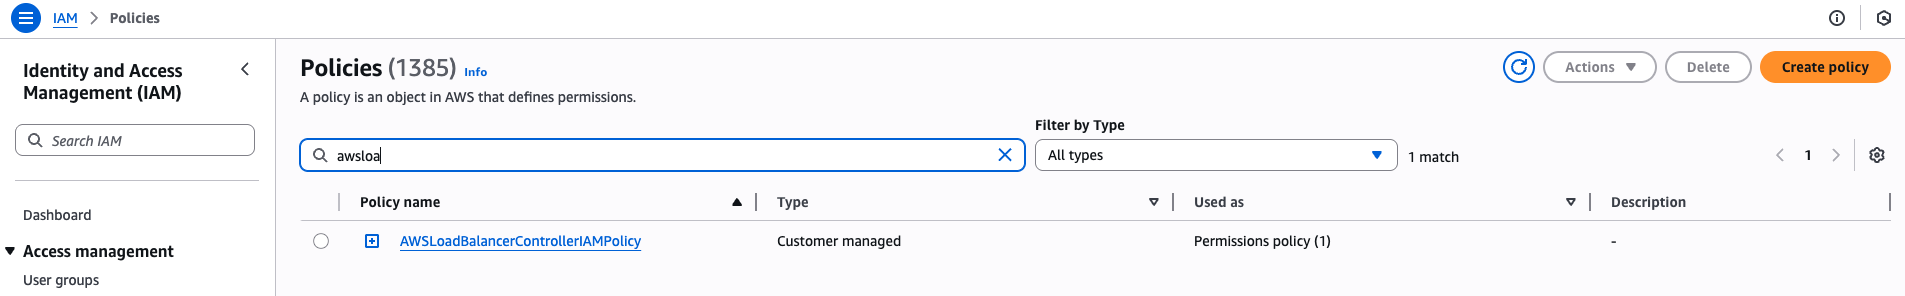 IAM > Policies
Identity and Access
Management (IAM)
Search IAM
Dashboard
Access management
User groups
Policies (1385) Info
A policy is an object in AWS that defines permissions.
Actions
Delete
Create policy
Filter by Type
awsloa
All types
1 match
1
Policy name
Type
Used as
Description
AWSLoadBalancerControllerIAMPolicy
Customer managed
Permissions policy (1)
-